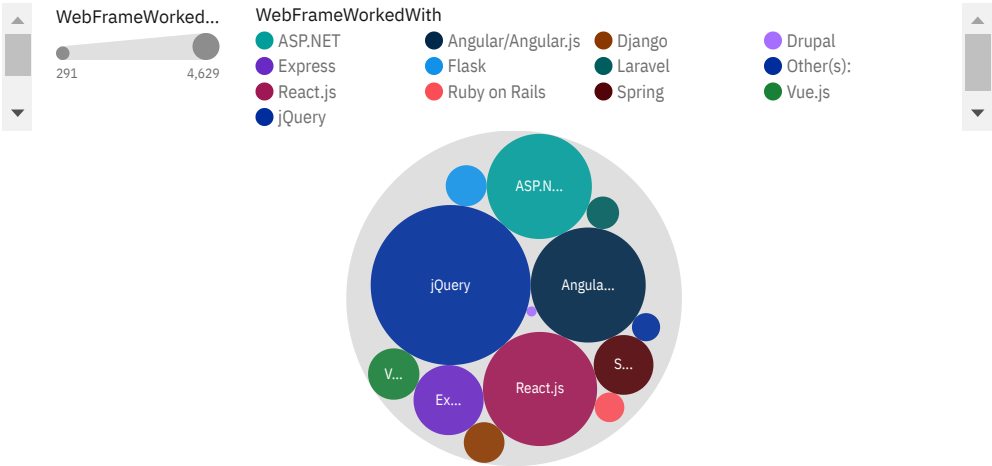 WebFrameWorked...
291 4,629
WebFrameWorkedWith
ASP.NET Angular/Angular.js Django Drupal
Express Flask Laravel Other(s):
React.js Ruby on Rails Spring Vue.js
jQuery
ASP.N...
jQuery
Angula...
S...
V...
React.js
Ex...